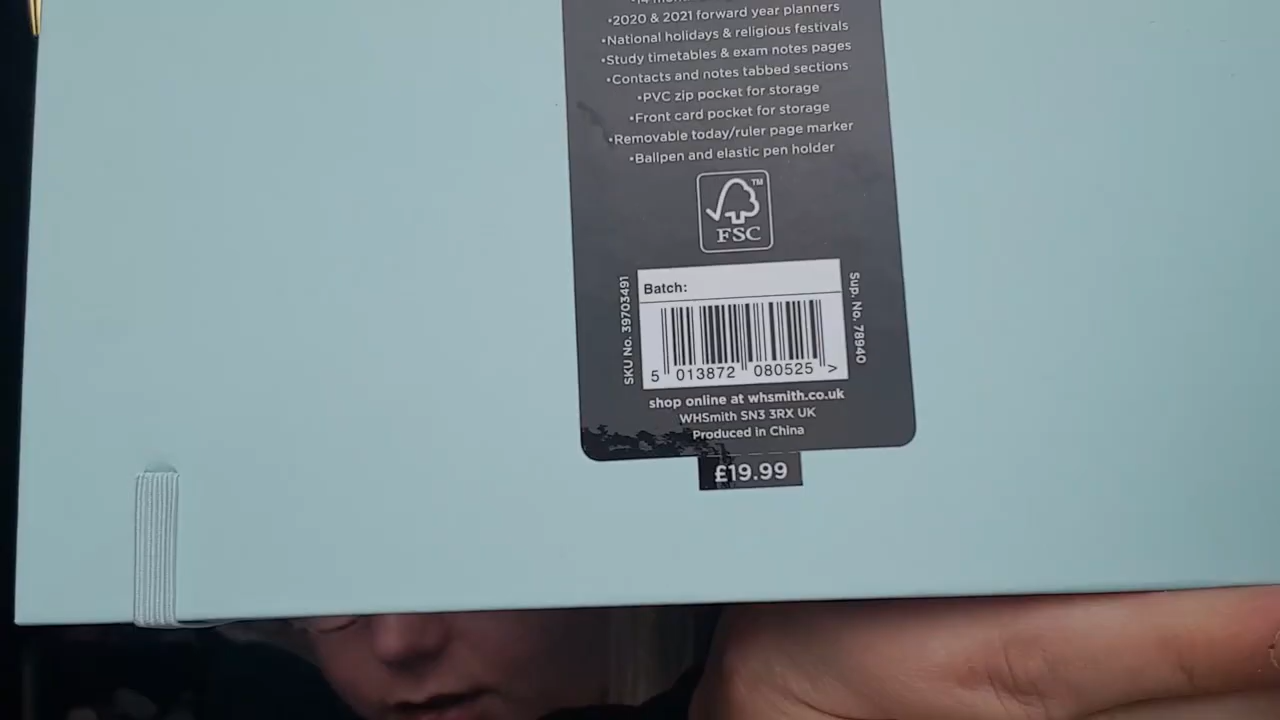 •14 month
•2020 & 2021 forward year planners
•National holidays & religious festivals
•Study timetables & exam notes pages
•Contacts and notes tabbed sections
•PVC zip pocket for storage
•Front card pocket for storage
•Removable today/ruler page marker
•Ballpen and elastic pen holder
TM
FSC
SKU No. 39703491
Batch:
5 013872 080525 >
Sup. No. 78940
shop online at whsmith.co.uk
WHSmith SN3 3RX UK
Produced in China
£19.99